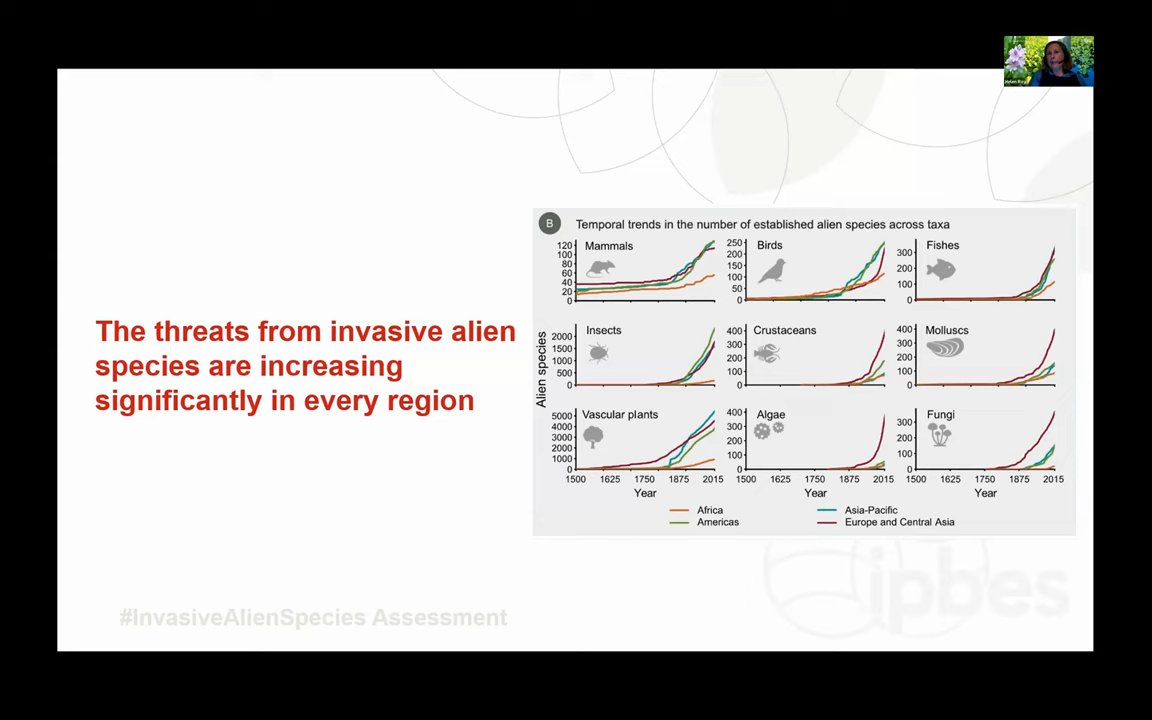 The threats from invasive alien
species are increasing
significantly in every region
B Temporal trends in the number of established alien species across taxa
Mammals
120
100
80
60
40
20
0
Birds
250
200
150
100
50
0
Fishes
300
200
100
0
Alien species
Insects
2000
1500
1000
500
0
Crustaceans
400
300
200
100
0
Molluscs
400
300
200
100
0
Vascular plants
5000
4000
3000
2000
1000
0
1500 1625 1750 1875 2015
Year
Algae
400
300
200
100
0
1500 1625 1750 1875 2015
Year
Fungi
300
200
100
0
1500 1625 1750 1875 2015
Year
Africa
Americas
Asia-Pacific
Europe and Central Asia
#InvasiveAlienSpecies Assessment
ipbes